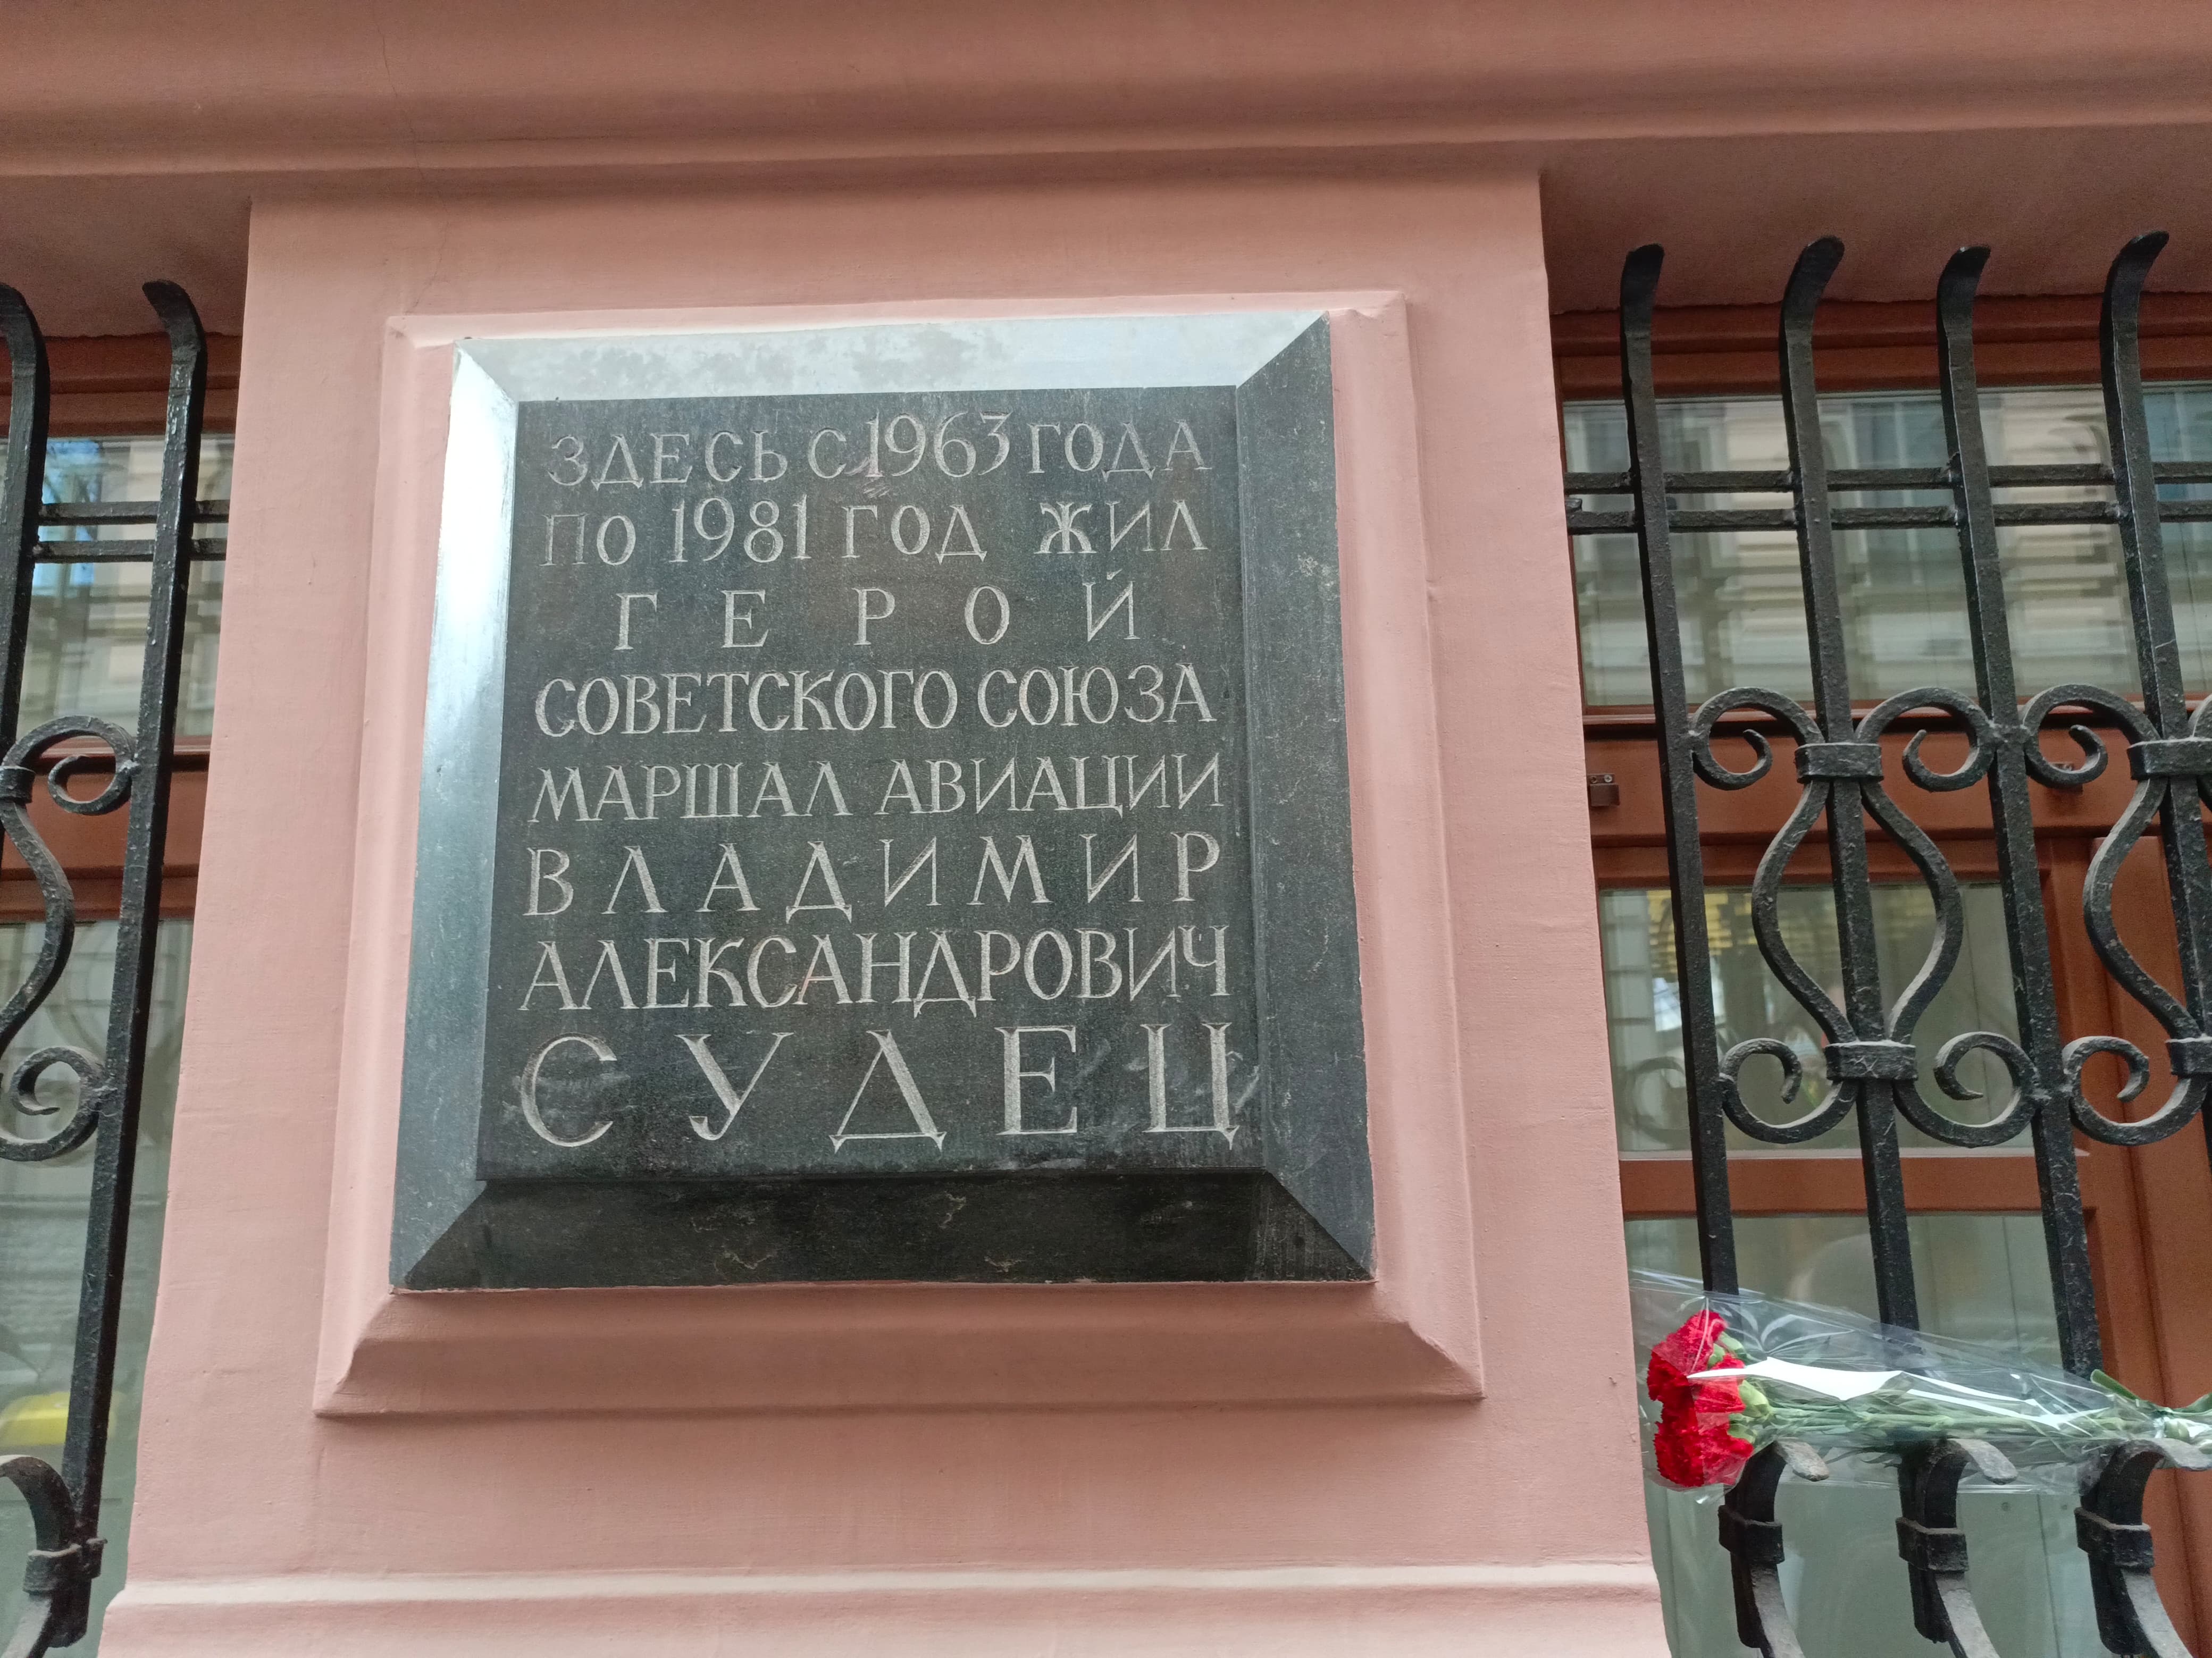 ЗДЕСЬ С 1963 ГОДА
ПО 1981 ГОД ЖИЛ
ГЕРОЙ
СОВЕТСКОГО СОЮЗА
МАРШАЛ АВИАЦИИ
ВЛАДИМИР
АЛЕКСАНДРОВИЧ
СУДЕЦ